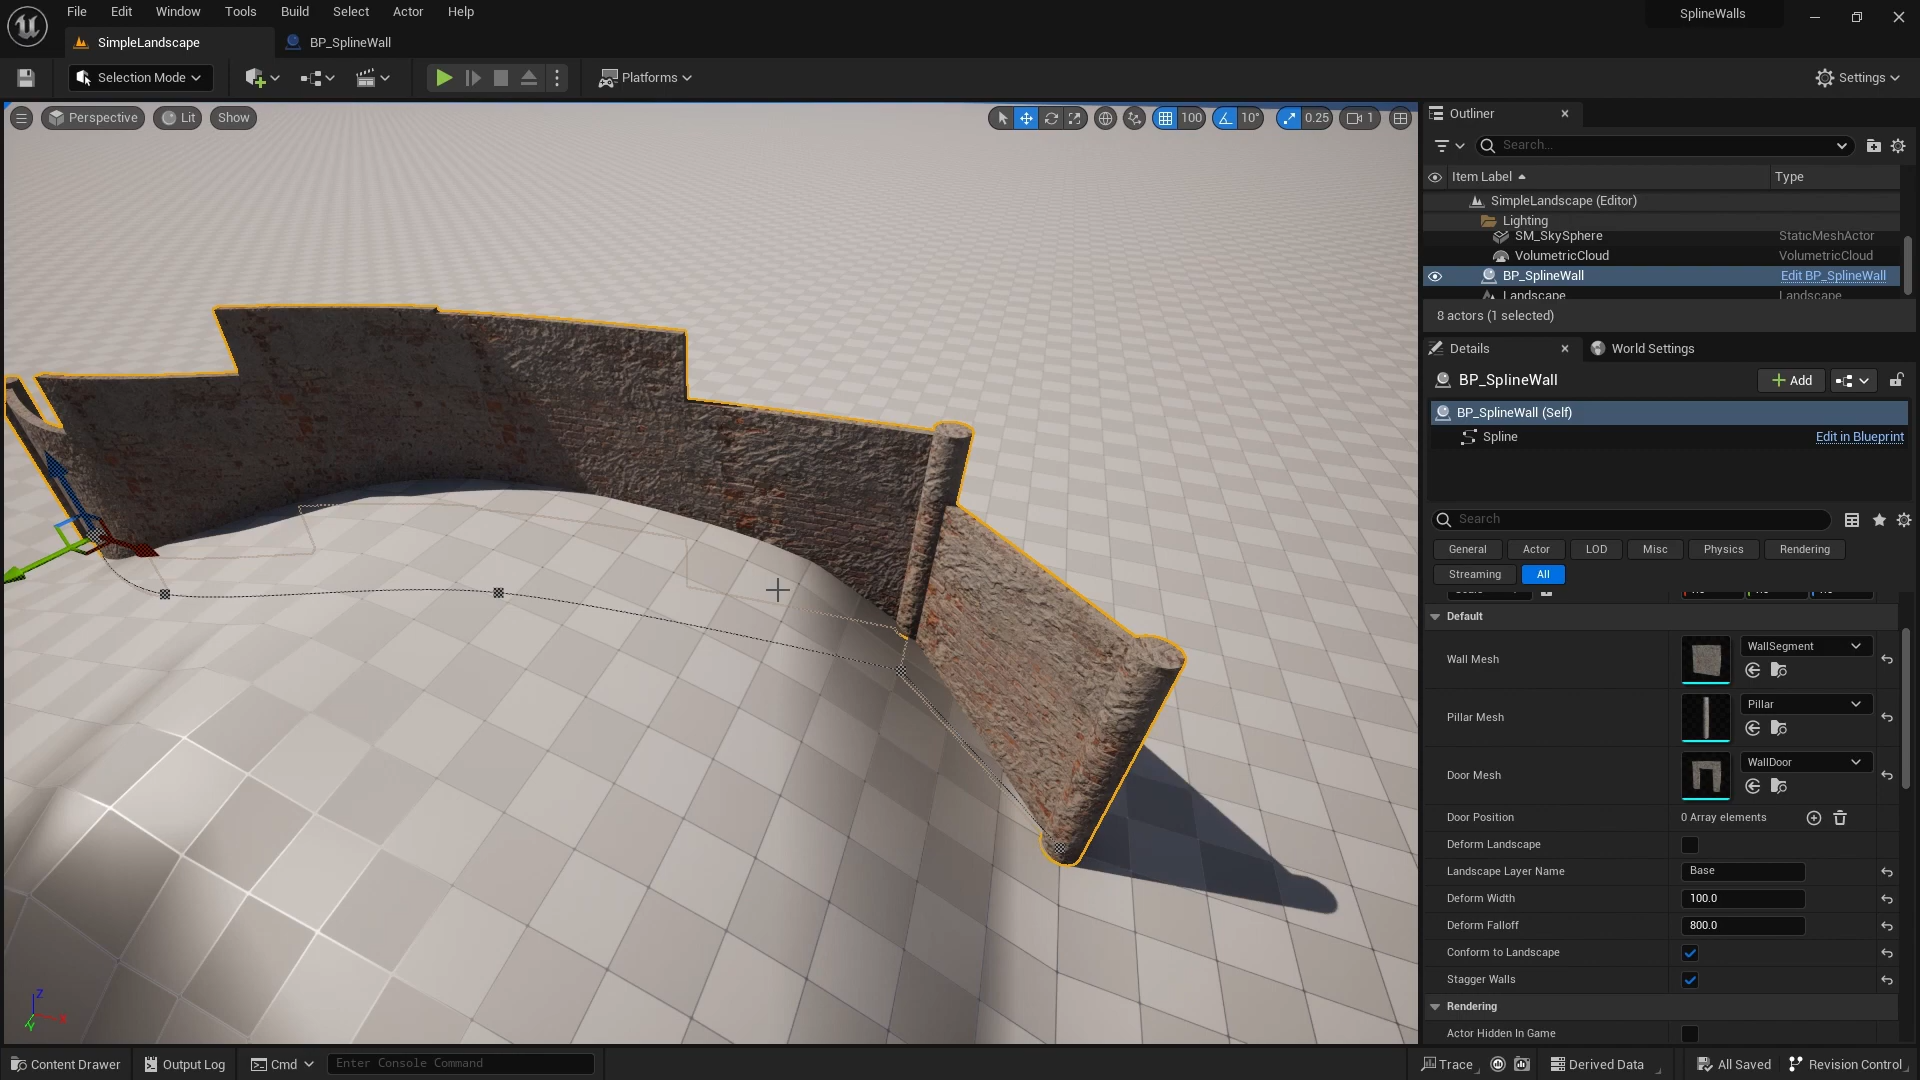 File Edit Window Tools Build Select Actor Help
SplineWalls
SimpleLandscape
BP_SplineWall
Selection Mode
Platforms
Settings
Perspective
Lit
Show
100
10°
0.25
1
Outliner
Search...
Item Label
Type
SimpleLandscape (Editor)
Lighting
SM_SkySphere StaticMeshActor
VolumetricCloud VolumetricCloud
BP_SplineWall Edit BP_SplineWall
Landscape Landscape
8 actors (1 selected)
Details
World Settings
BP_SplineWall
Add
BP_SplineWall (Self)
Spline Edit in Blueprint
Search
General Actor LOD Misc Physics Rendering
Streaming All
Default
Wall Mesh WallSegment
Pillar Mesh Pillar
Door Mesh WallDoor
Door Position 0 Array elements
Deform Landscape
Landscape Layer Name Base
Deform Width 100.0
Deform Falloff 800.0
Conform to Landscape
Stagger Walls
Rendering
Actor Hidden In Game
Z
Y
Content Drawer
Output Log
Cmd
Enter Console Command
Trace
Derived Data
All Saved
Revision Control